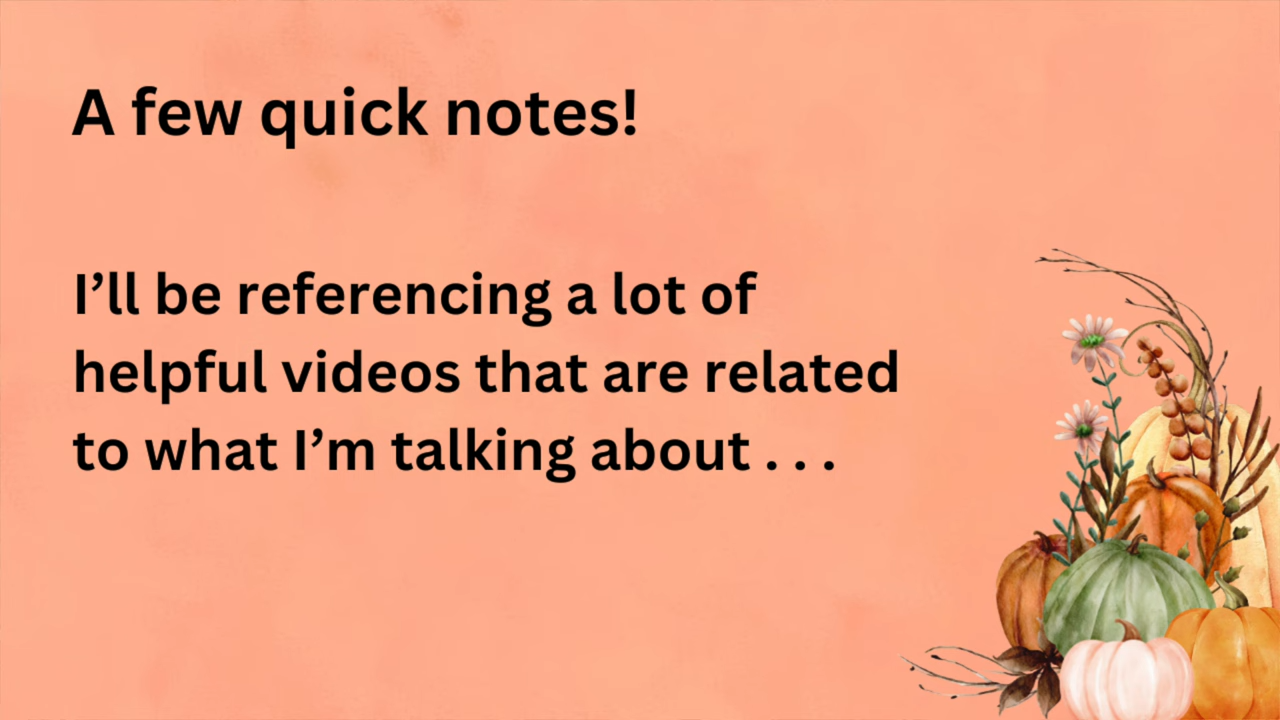 A few quick notes!
I’ll be referencing a lot of
helpful videos that are related
to what I’m talking about . . .